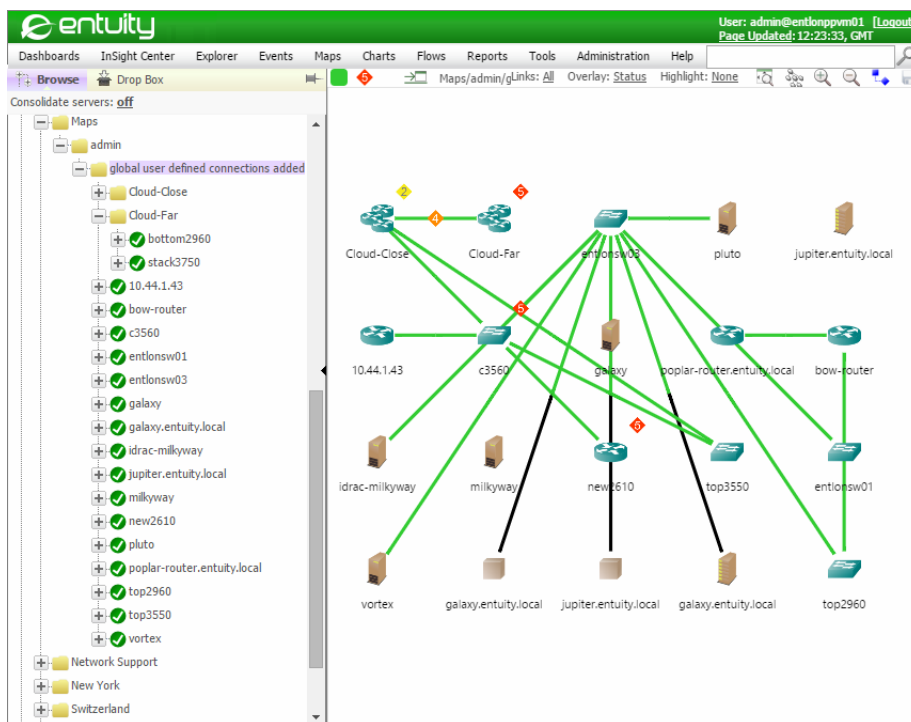 entuity
User: admin@entlonppvm01 [Logout
Page Updated: 12:23:33, GMT
Dashboards InSight Center Explorer Events Maps Charts Flows Reports Tools Administration Help
Browse Drop Box
5 Maps/admin/g Links: All Overlay: Status Highlight: None
Consolidate servers: off
Maps
admin
global user defined connections added
Cloud-Close
Cloud-Far
bottom2960
stack3750
10.44.1.43
bow-router
c3560
entlonsw01
entlonsw03
galaxy
galaxy.entuity.local
idrac-milkyway
jupiter.entuity.local
milkyway
new2610
pluto
poplar-router.entuity.local
top2960
top3550
vortex
Network Support
New York
Switzerland
2 5
4
Cloud-Close Cloud-Far entlonsw03 pluto jupiter.entuity.local
5
10.44.1.43 c3560 galaxy poplar-router.entuity.local bow-router
5
idrac-milkyway milkyway new2610 top3550 entlonsw01
vortex galaxy.entuity.local jupiter.entuity.local galaxy.entuity.local top2960